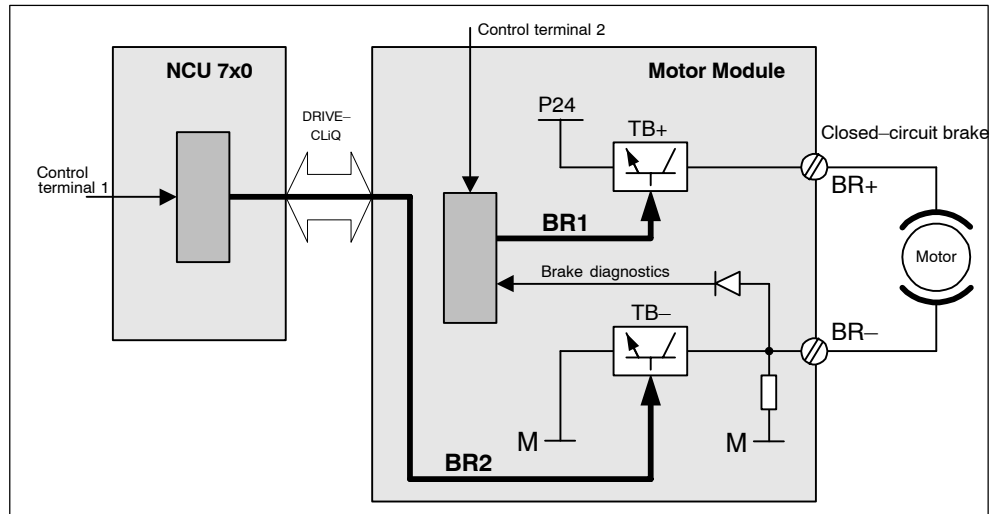 Control terminal 2
NCU 7x0
Motor Module
DRIVE–
CLiQ
P24
TB+
Closed–circuit brake
Control
terminal 1
BR+
BR1
Motor
Brake diagnostics
TB–
BR–
M
M
BR2